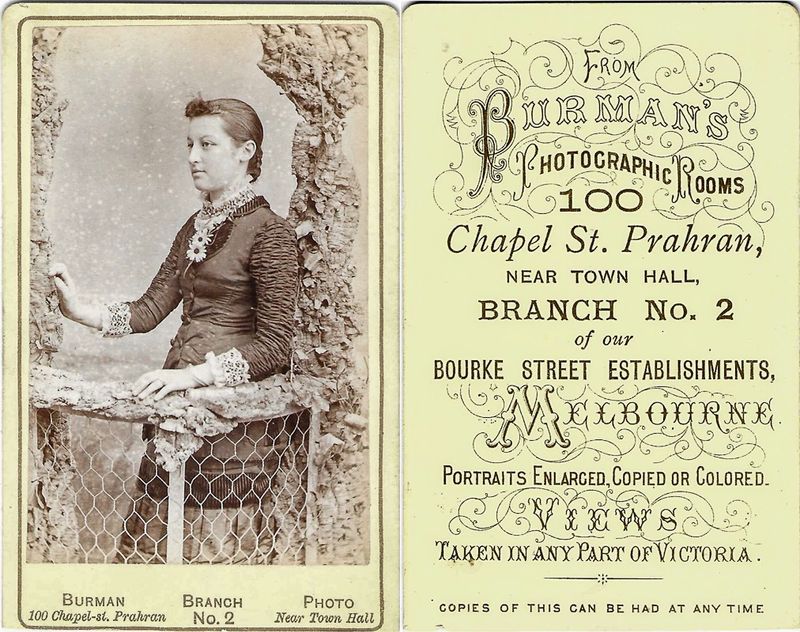 BURMAN BRANCH PHOTO
100 Chapel-st. Prahran No. 2 Near Town Hall
FROM
BURMAN'S
PHOTOGRAPHIC ROOMS
100
Chapel St. Prahran,
NEAR TOWN HALL,
BRANCH No. 2
of our
BOURKE STREET ESTABLISHMENTS,
MELBOURNE.
PORTRAITS ENLARGED, COPIED OR COLORED.
VIEWS
TAKEN IN ANY PART OF VICTORIA.
COPIES OF THIS CAN BE HAD AT ANY TIME